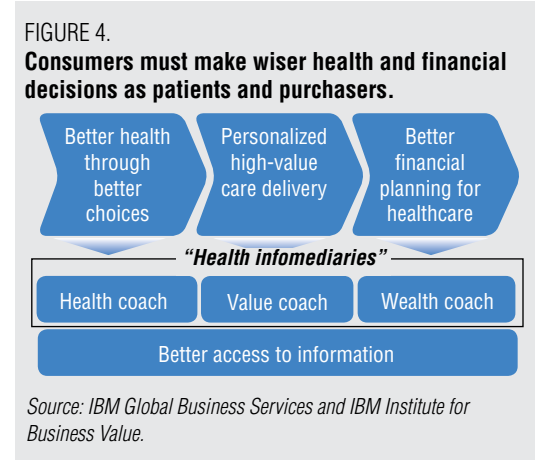 FIGURE 4.
Consumers must make wiser health and financial
decisions as patients and purchasers.
Better health
through
better
choices
Personalized
high-value
care delivery
Better
financial
planning for
healthcare
“Health infomediaries”
Health coach
Value coach
Wealth coach
Better access to information
Source: IBM Global Business Services and IBM Institute for
Business Value.